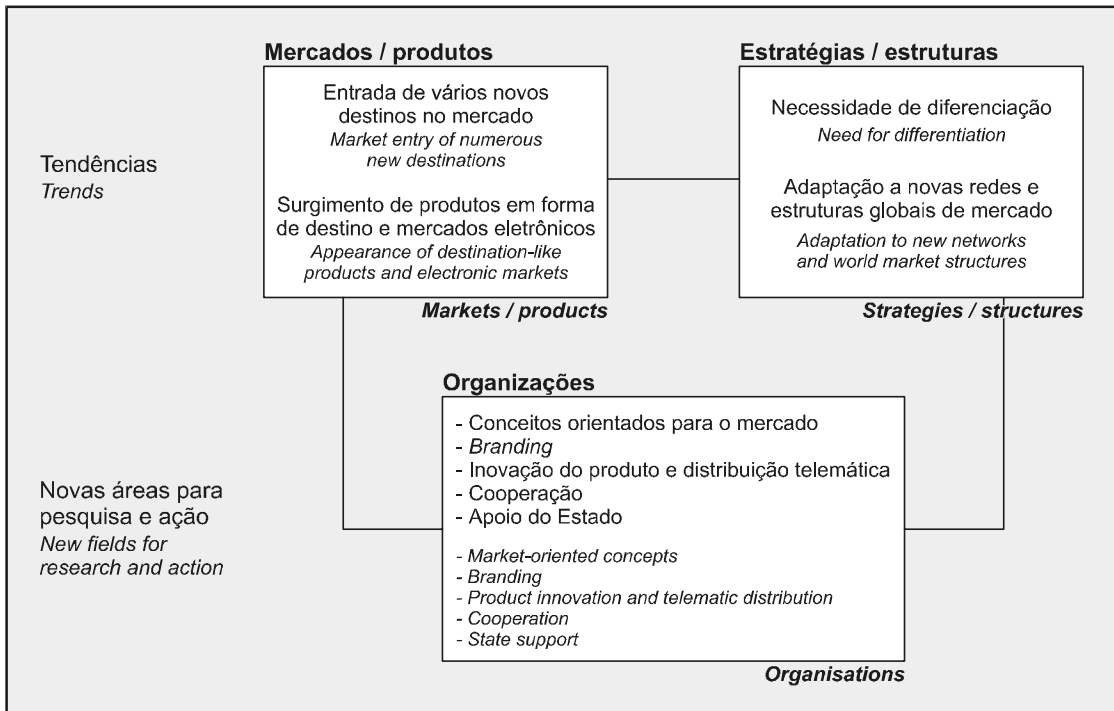 Mercados / produtos
Entrada de vários novos
destinos no mercado
Market entry of numerous
new destinations
Surgimento de produtos em forma
de destino e mercados eletrônicos
Appearance of destination-like
products and electronic markets
Markets / products
Estratégias / estruturas
Necessidade de diferenciação
Need for differentiation
Adaptação a novas redes e
estruturas globais de mercado
Adaptation to new networks
and world market structures
Strategies / structures
Tendências
Trends
Organizações
- Conceitos orientados para o mercado
- Branding
- Inovação do produto e distribuição telemática
- Cooperação
- Apoio do Estado
- Market-oriented concepts
- Branding
- Product innovation and telematic distribution
- Cooperation
- State support
Organisations
Novas áreas para
pesquisa e ação
New fields for
research and action